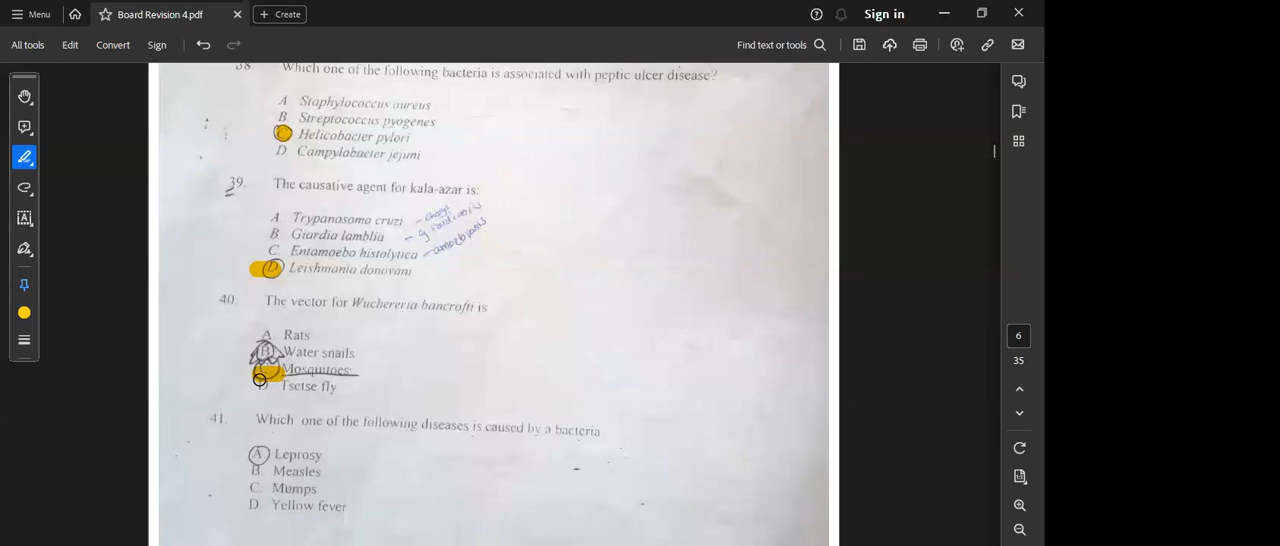 Menu
Board Revision 4.pdf
Create
Sign in
All tools
Edit
Convert
Sign
Find text or tools
38. Which one of the following bacteria is associated with peptic ulcer disease?
A Staphylococcus aureus
B Streptococcus pyogenes
C Helicobacter pylori
D Campylobacter jejuni
39. The causative agent for kala-azar is:
A. Trypanosoma cruzi
B Giardia lamblia - giardiasis
C. Entamoeba histolytica - amoebiasis
D Leishmania donovani
40. The vector for Wuchereria bancrofti is
A Rats
B Water snails
C Mosquitoes
D Tsetse fly
41. Which one of the following diseases is caused by a bacteria
A Leprosy
B. Measles
C. Mumps
D. Yellow fever
6
35